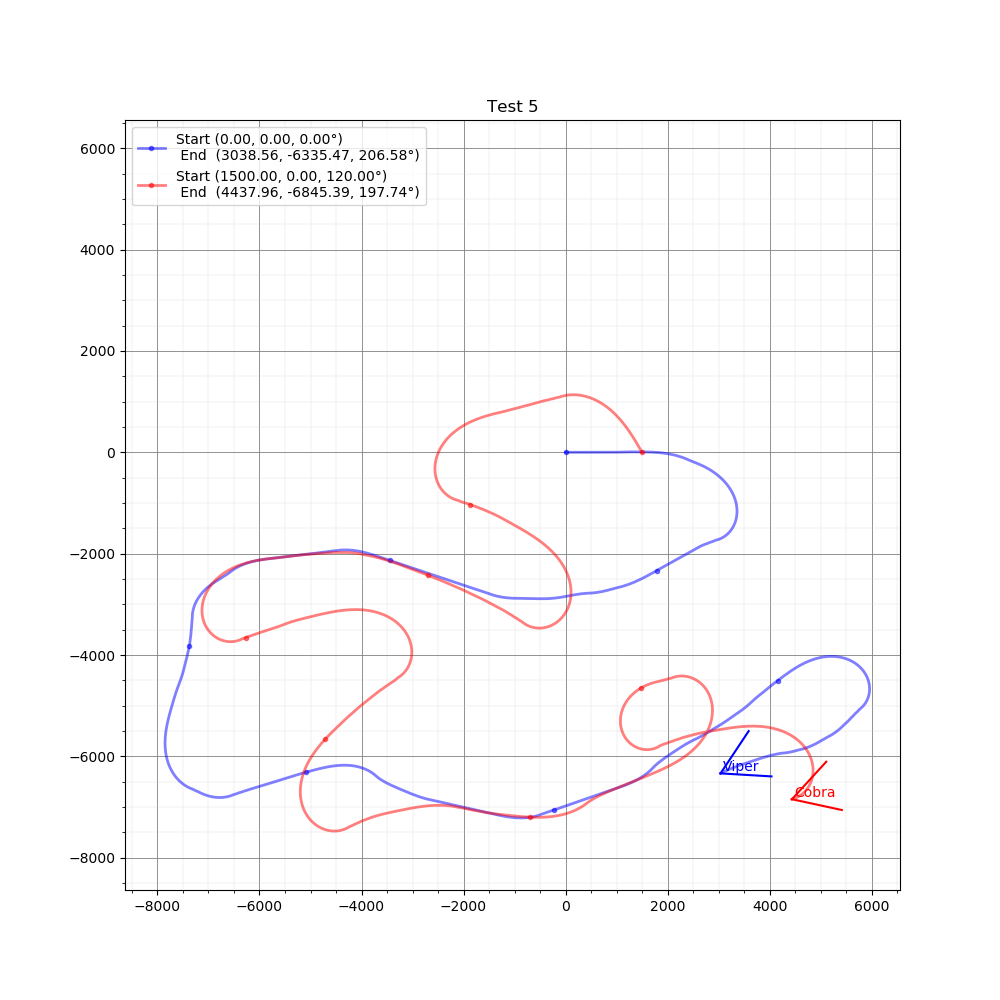 Test 5
Start (0.00, 0.00, 0.00°)
End (3038.56, -6335.47, 206.58°)
Start (1500.00, 0.00, 120.00°)
End (4437.96, -6845.39, 197.74°)
6000
4000
2000
0
−2000
−4000
−6000
−8000
Viper
Cobra
−8000 −6000 −4000 −2000 0 2000 4000 6000